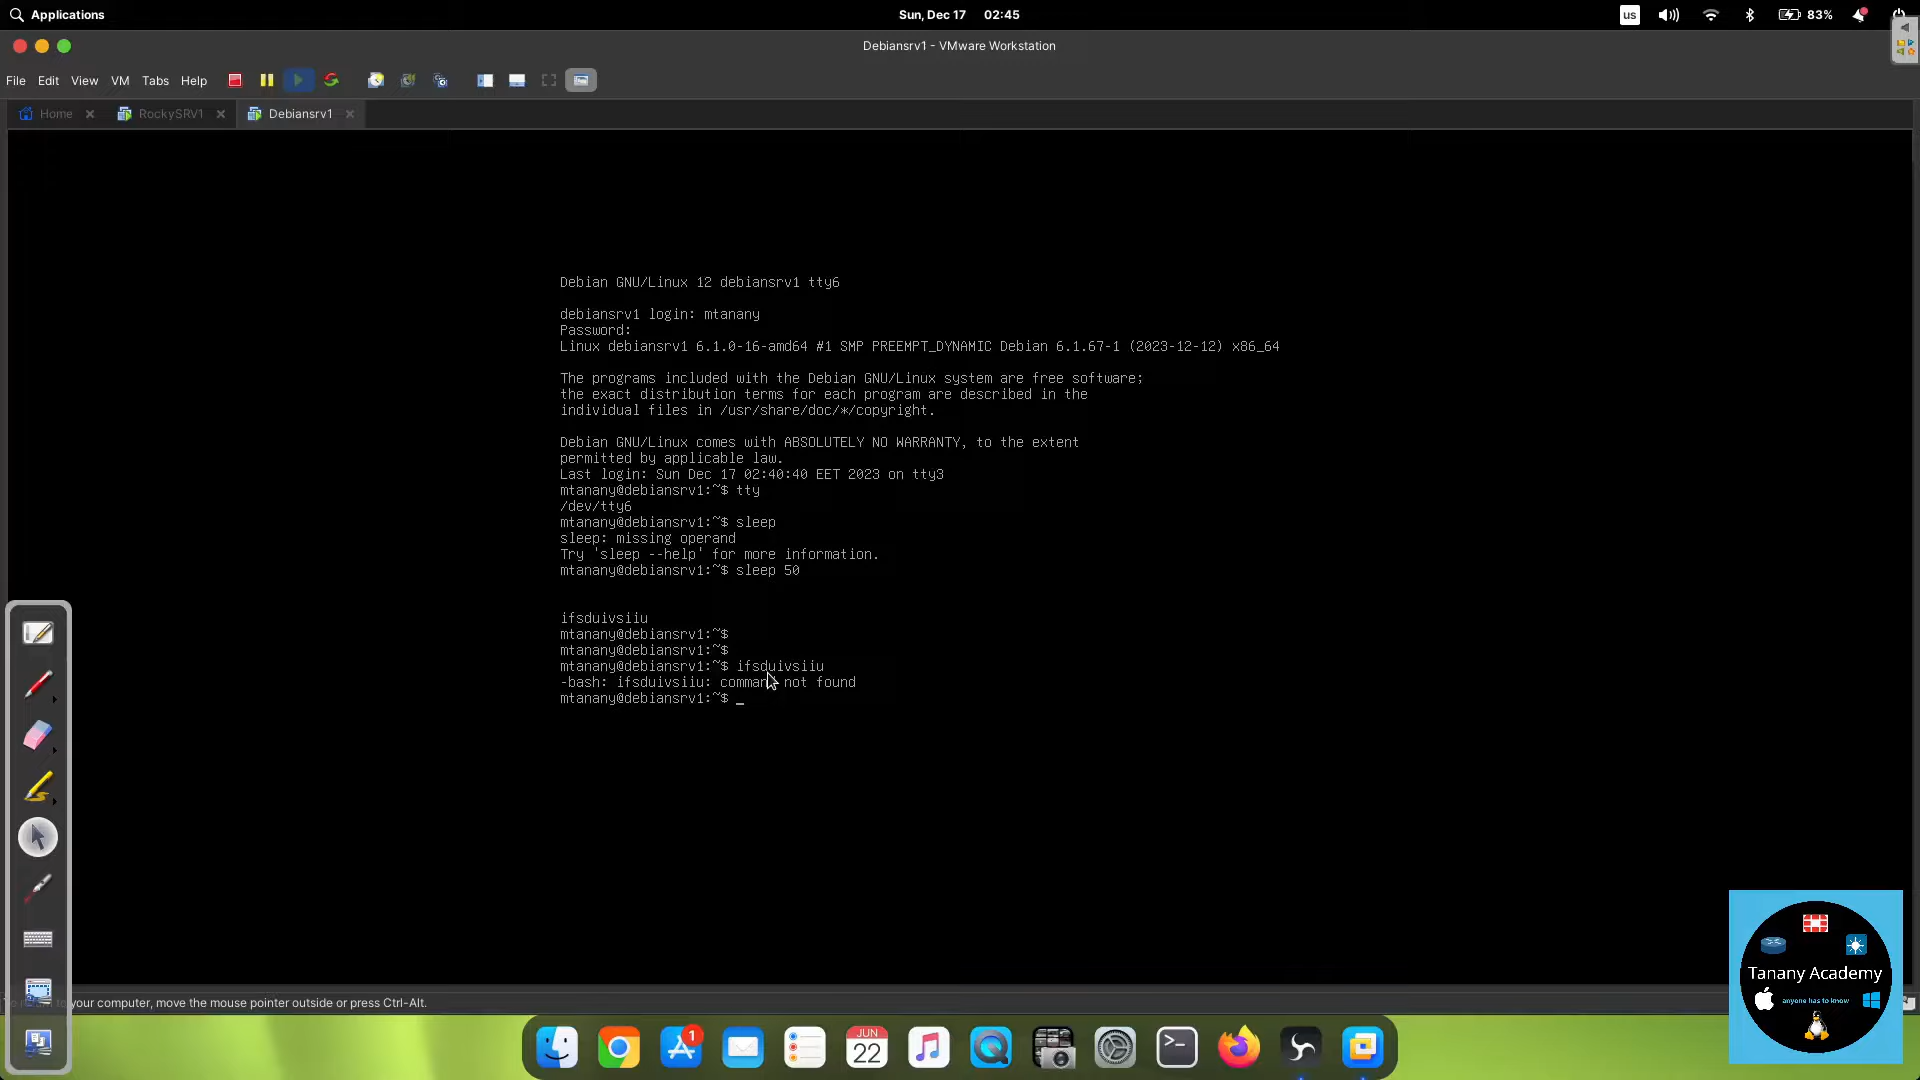 Applications
Sun, Dec 17 02:45
us
83%
Debiansrv1 - VMware Workstation
File Edit View VM Tabs Help
Home
RockySRV1
Debiansrv1
Debian GNU/Linux 12 debiansrv1 tty6
debiansrv1 login: mtanany
Password:
Linux debiansrv1 6.1.0-16-amd64 #1 SMP PREEMPT_DYNAMIC Debian 6.1.67-1 (2023-12-12) x86_64
The programs included with the Debian GNU/Linux system are free software;
the exact distribution terms for each program are described in the
individual files in /usr/share/doc/*/copyright.
Debian GNU/Linux comes with ABSOLUTELY NO WARRANTY, to the extent
permitted by applicable law.
Last login: Sun Dec 17 02:40:40 EET 2023 on tty3
mtanany@debiansrv1:~$ tty
/dev/tty6
mtanany@debiansrv1:~$ sleep
sleep: missing operand
Try 'sleep --help' for more information.
mtanany@debiansrv1:~$ sleep 50
ifsduivsiiu
mtanany@debiansrv1:~$
mtanany@debiansrv1:~$
mtanany@debiansrv1:~$ ifsduivsiiu
-bash: ifsduivsiiu: command not found
mtanany@debiansrv1:~$ _
your computer, move the mouse pointer outside or press Ctrl-Alt.
Tanany Academy
anyone has to know
1
JUN
22